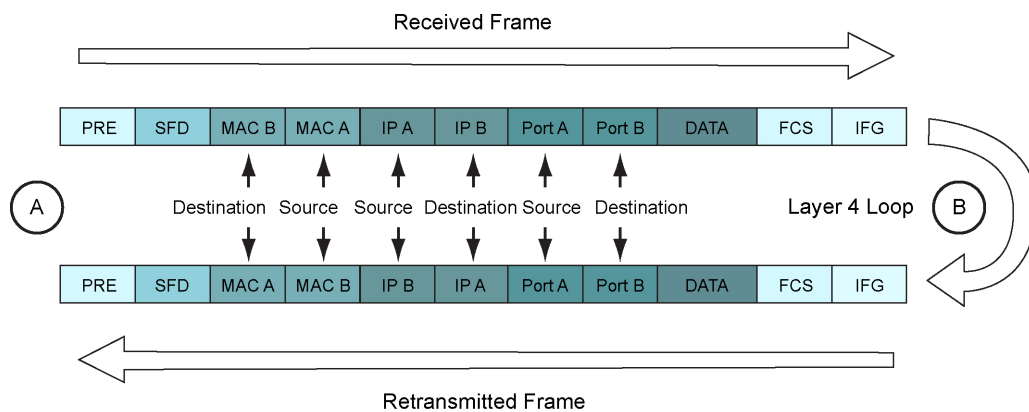 Received Frame
PRE SFD MAC B MAC A IP A IP B Port A Port B DATA FCS IFG
A Destination Source Source Destination Source Destination Layer 4 Loop B
PRE SFD MAC A MAC B IP B IP A Port A Port B DATA FCS IFG
Retransmitted Frame